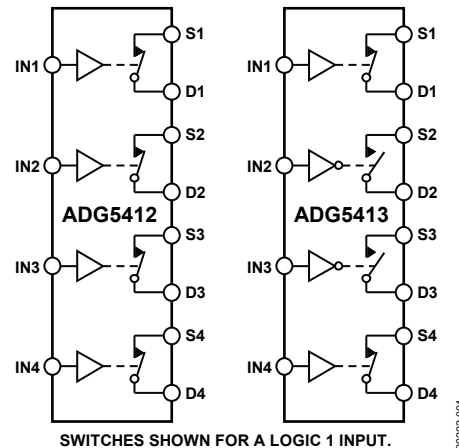 S1
IN1
D1
S2
IN2
D2
ADG5412
S3
IN3
D3
S4
IN4
D4
S1
IN1
D1
S2
IN2
D2
ADG5413
S3
IN3
D3
S4
IN4
D4
SWITCHES SHOWN FOR A LOGIC 1 INPUT.